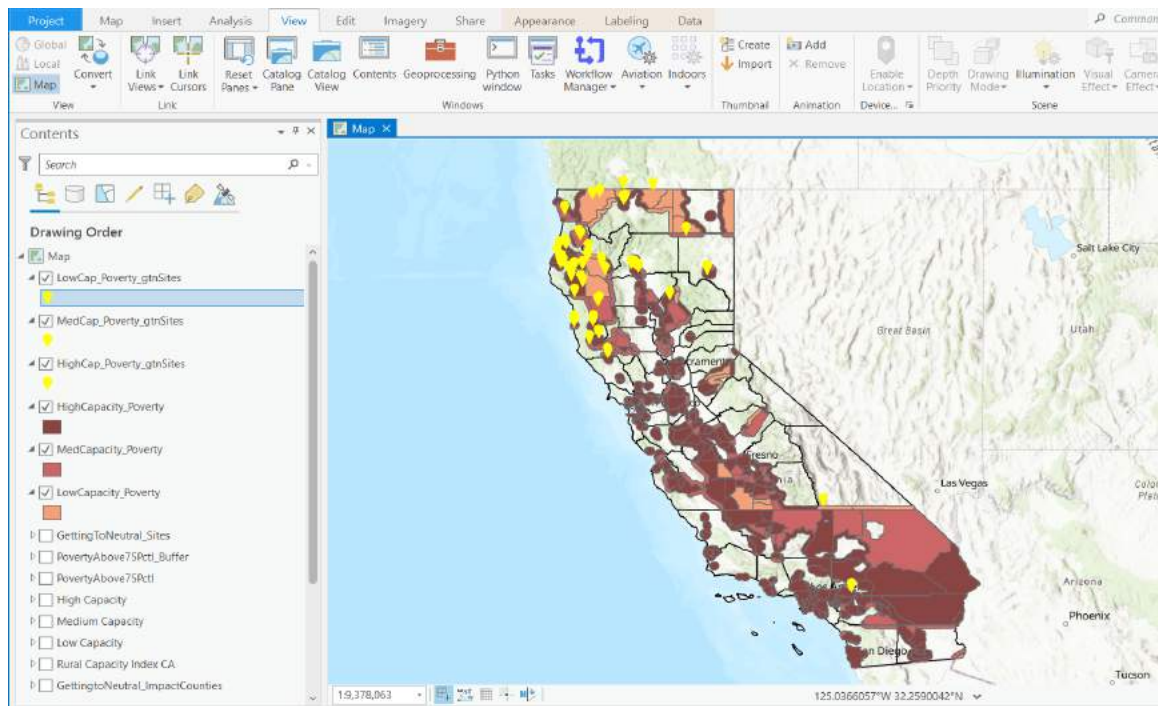 Project Map Insert Analysis View Edit Imagery Share Appearance Labeling Data
Global
Local
Map
Convert
Link Views
Link Cursors
Reset Panes
Catalog Pane
Catalog View
Contents
Geoprocessing
Python window
Tasks
Workflow Manager
Aviation
Indoors
Create
Import
Add
Remove
Enable Location
Depth Priority
Drawing Mode
Illumination
Visual Effect
Camera Effect
View Link Windows Thumbnail Animation Device... Scene
Contents
Map
Search
Drawing Order
Map
LowCap_Poverty_gtnSites
MedCap_Poverty_gtnSites
HighCap_Poverty_gtnSites
HighCapacity_Poverty
MedCapacity_Poverty
LowCapacity_Poverty
GettingToNeutral_Sites
PovertyAbove75Pctl_Buffer
PovertyAbove75Pctl
High Capacity
Medium Capacity
Low Capacity
Rural Capacity Index CA
GettingtoNeutral_ImpactCounties
Salt Lake City
Great Basin
Utah
Fresno
Las Vegas
Arizona
Phoenix
San Diego
Tucson
1:9,378,063
125.0366057°W 32.2590042°N